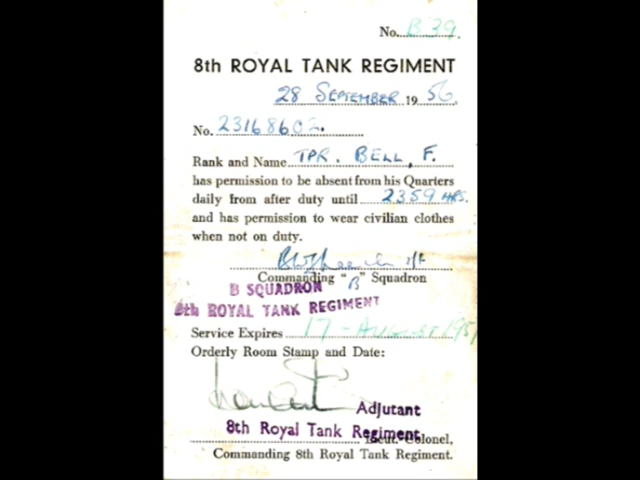 No. B 39.
8th ROYAL TANK REGIMENT
28 SEPTEMBER 1956.
No. 23168602.
Rank and Name TPR. BELL, F.
has permission to be absent from his Quarters
daily from after duty until 2359 HRS.
and has permission to wear civilian clothes
when not on duty.
Commanding "B" Squadron
B SQUADRON
8th ROYAL TANK REGIMENT
Service Expires 17 - AUGUST 195
Orderly Room Stamp and Date:
Adjutant
8th Royal Tank Regiment
Lieut. Colonel,
Commanding 8th Royal Tank Regiment.